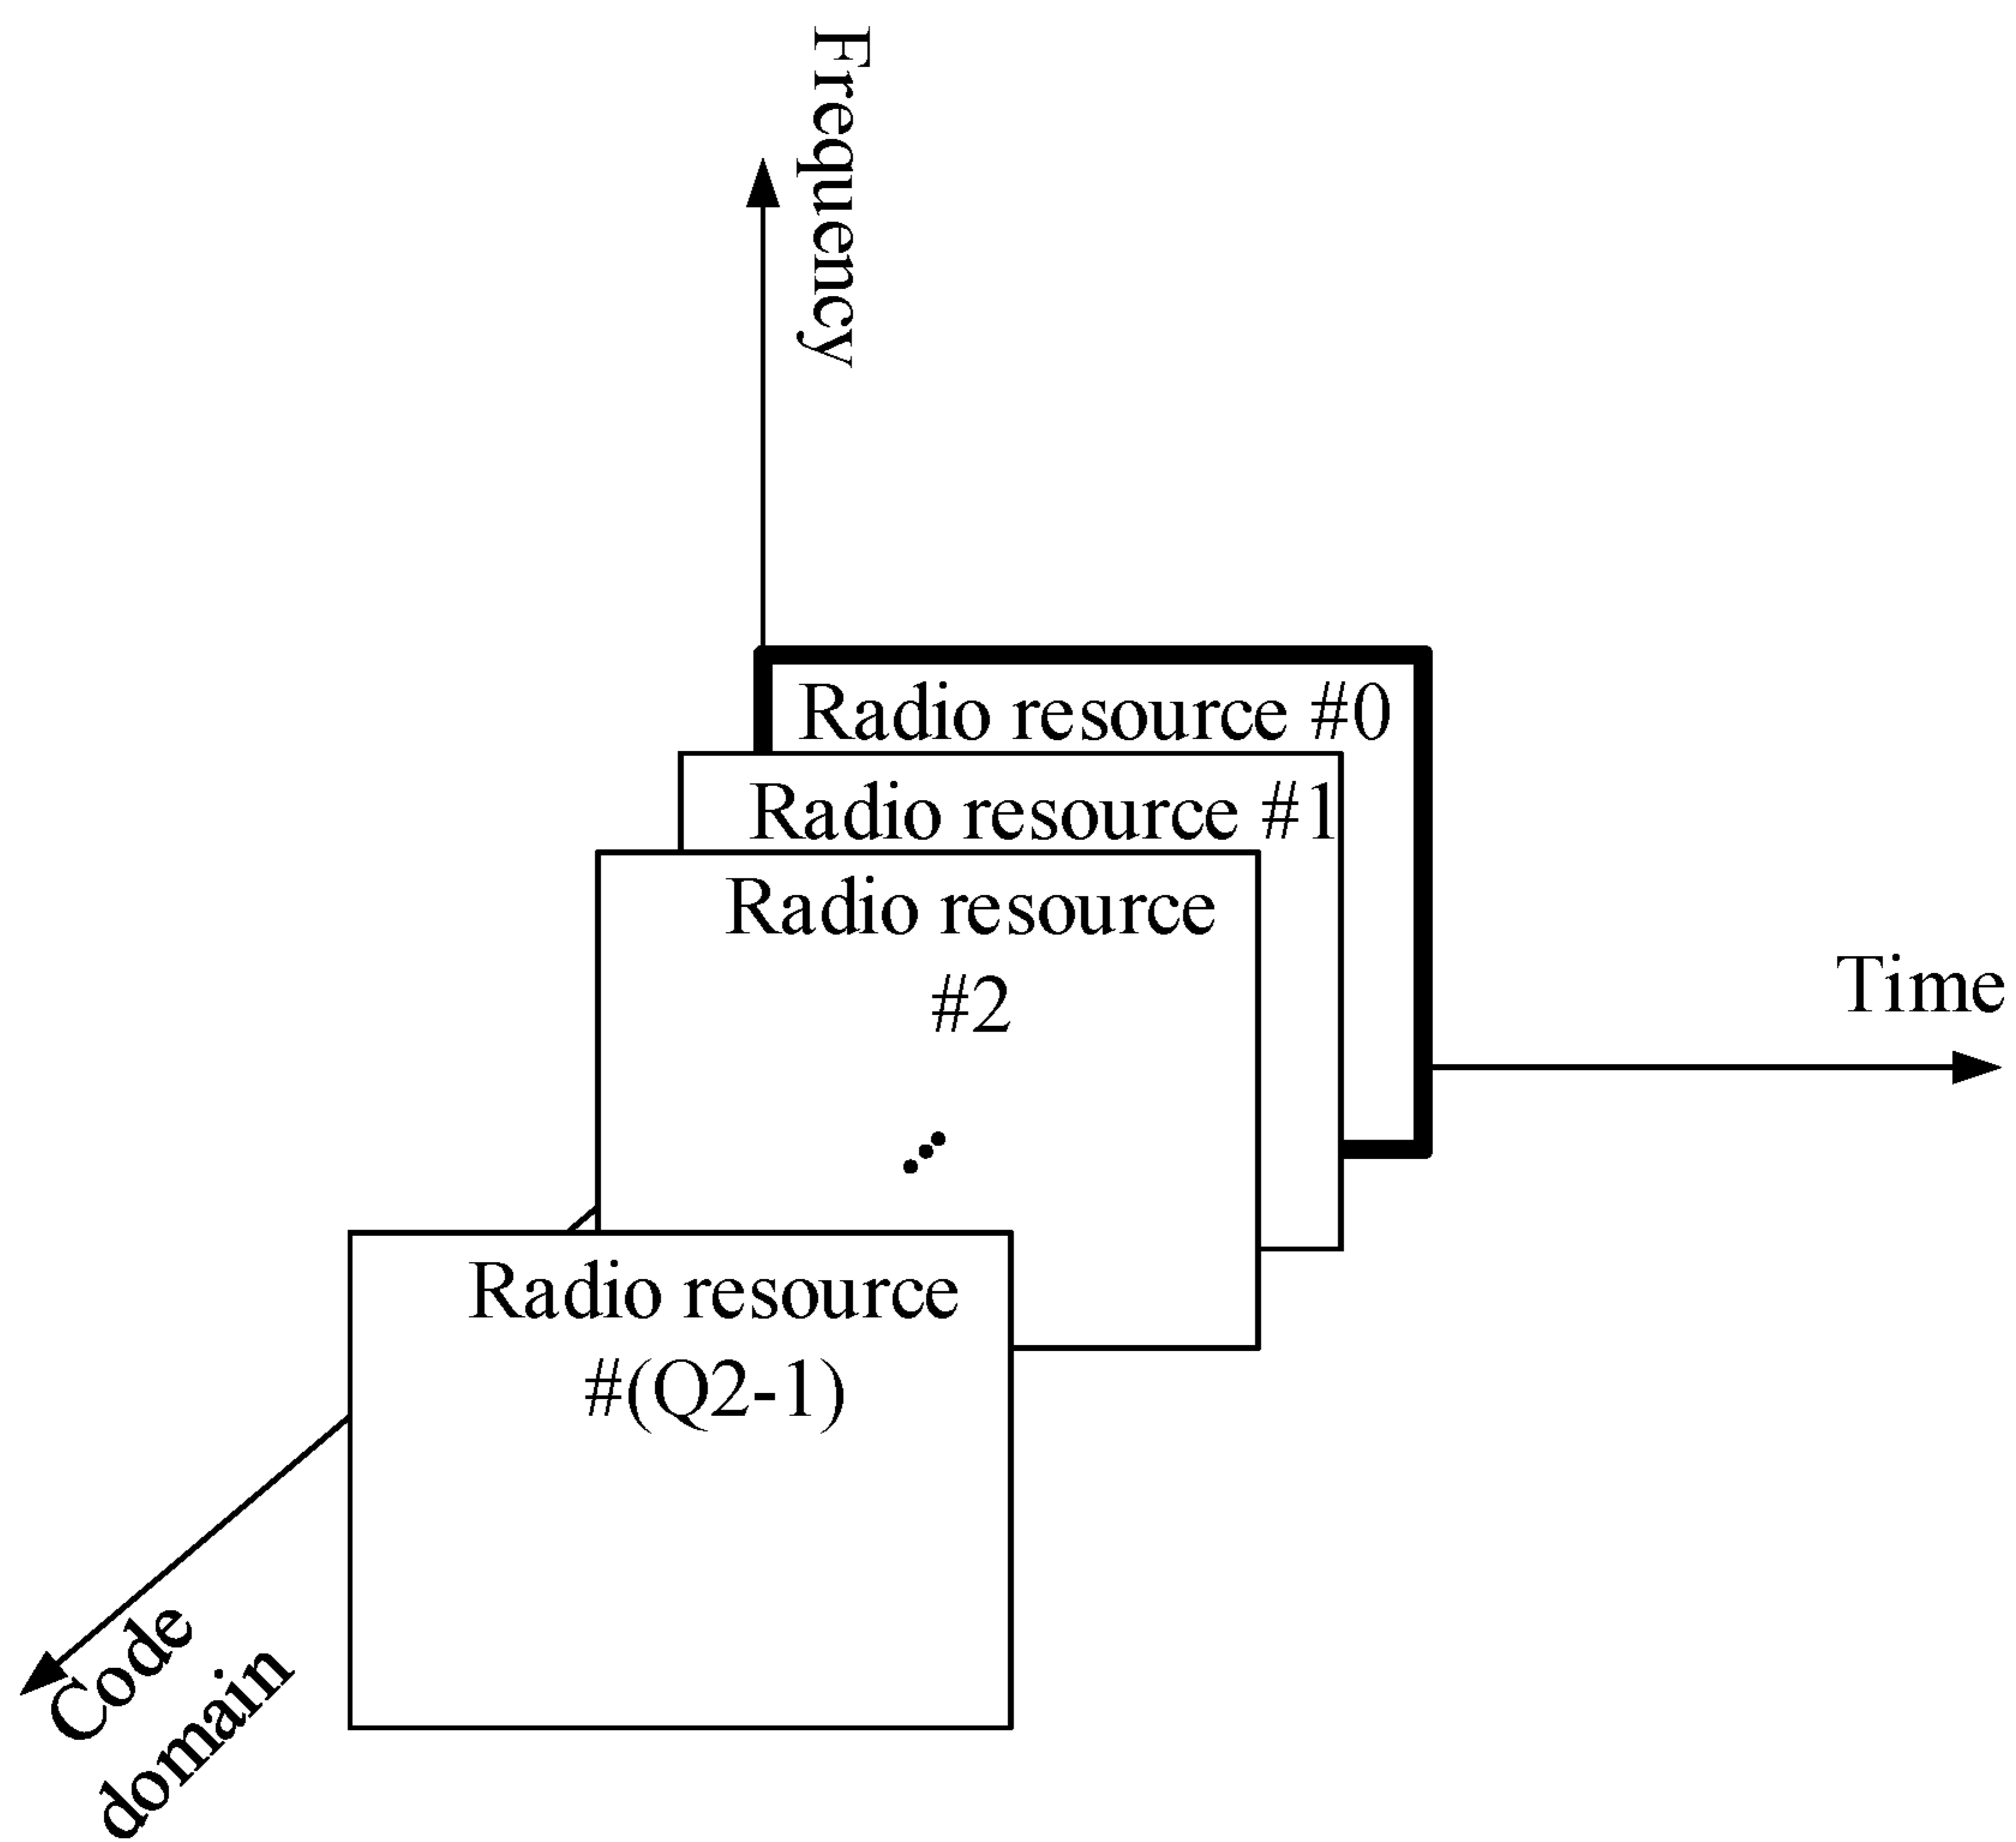 Frequency
Radio resource #0
Radio resource #1
Radio resource
#2
Time
Radio resource
#(Q2-1)
Code
domain